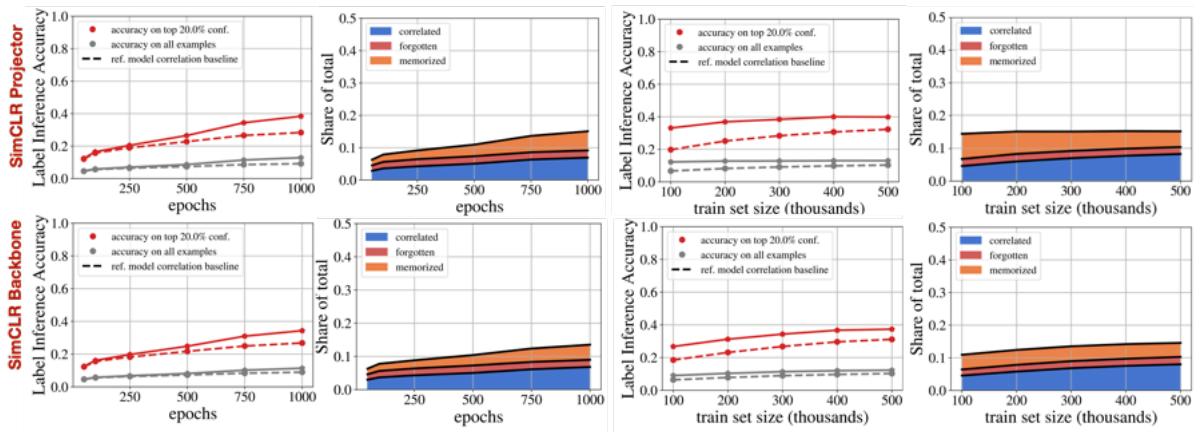 SimCLR Projector
Label Inference Accuracy
1.0
0.8
0.6
0.4
0.2
0.0
accuracy on top 20.0% conf.
accuracy on all examples
ref. model correlation baseline
250 500 750 1000
epochs
Share of total
0.5
0.4
0.3
0.2
0.1
0.0
correlated
forgotten
memorized
250 500 750 1000
epochs
Label Inference Accuracy
1.0
0.8
0.6
0.4
0.2
0.0
accuracy on top 20.0% conf.
accuracy on all examples
ref. model correlation baseline
100 200 300 400 500
train set size (thousands)
Share of total
0.5
0.4
0.3
0.2
0.1
0.0
correlated
forgotten
memorized
100 200 300 400 500
train set size (thousands)
SimCLR Backbone
Label Inference Accuracy
1.0
0.8
0.6
0.4
0.2
0.0
accuracy on top 20.0% conf.
accuracy on all examples
ref. model correlation baseline
250 500 750 1000
epochs
Share of total
0.5
0.4
0.3
0.2
0.1
0.0
correlated
forgotten
memorized
250 500 750 1000
epochs
Label Inference Accuracy
1.0
0.8
0.6
0.4
0.2
0.0
accuracy on top 20.0% conf.
accuracy on all examples
ref. model correlation baseline
100 200 300 400 500
train set size (thousands)
Share of total
0.5
0.4
0.3
0.2
0.1
0.0
correlated
forgotten
memorized
100 200 300 400 500
train set size (thousands)